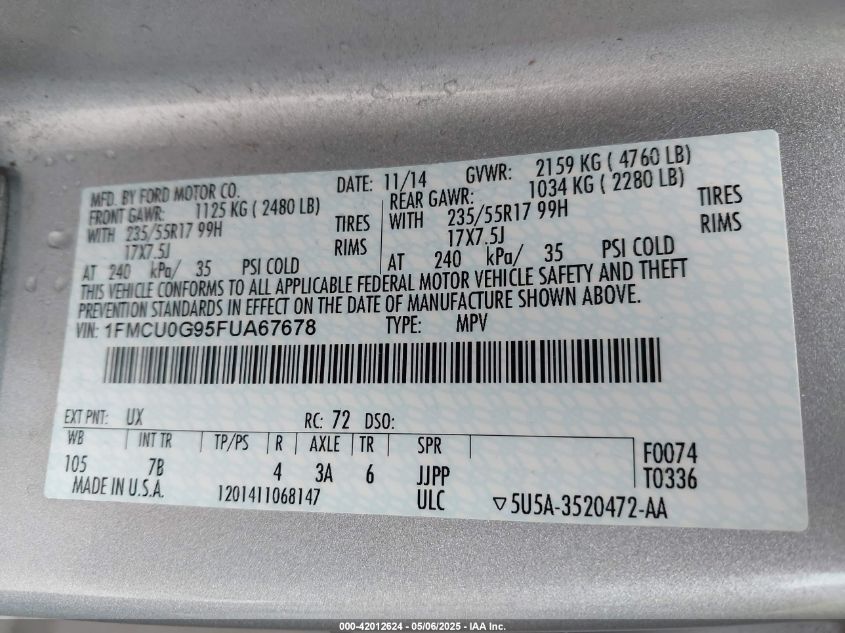 MFD. BY FORD MOTOR CO. DATE: 11/14 GVWR: 2159 KG ( 4760 LB)
FRONT GAWR: 1125 KG ( 2480 LB) REAR GAWR: 1034 KG ( 2280 LB)
WITH 235/55R17 99H TIRES WITH 235/55R17 99H TIRES
17X7.5J RIMS 17X7.5J RIMS
AT 240 kPa/ 35 PSI COLD AT 240 kPa/ 35 PSI COLD
THIS VEHICLE CONFORMS TO ALL APPLICABLE FEDERAL MOTOR VEHICLE SAFETY AND THEFT
PREVENTION STANDARDS IN EFFECT ON THE DATE OF MANUFACTURE SHOWN ABOVE.
VIN: 1FMCU0G95FUA67678 TYPE: MPV
EXT PNT: UX RC: 72 DSO:
WB INT TR TP/PS R AXLE TR SPR F0074
105 7B 4 3A 6 JJPP T0336
MADE IN U.S.A. 1201411068147 ULC ▽5U5A-3520472-AA
000-42012624 - 05/06/2025 - IAA Inc.